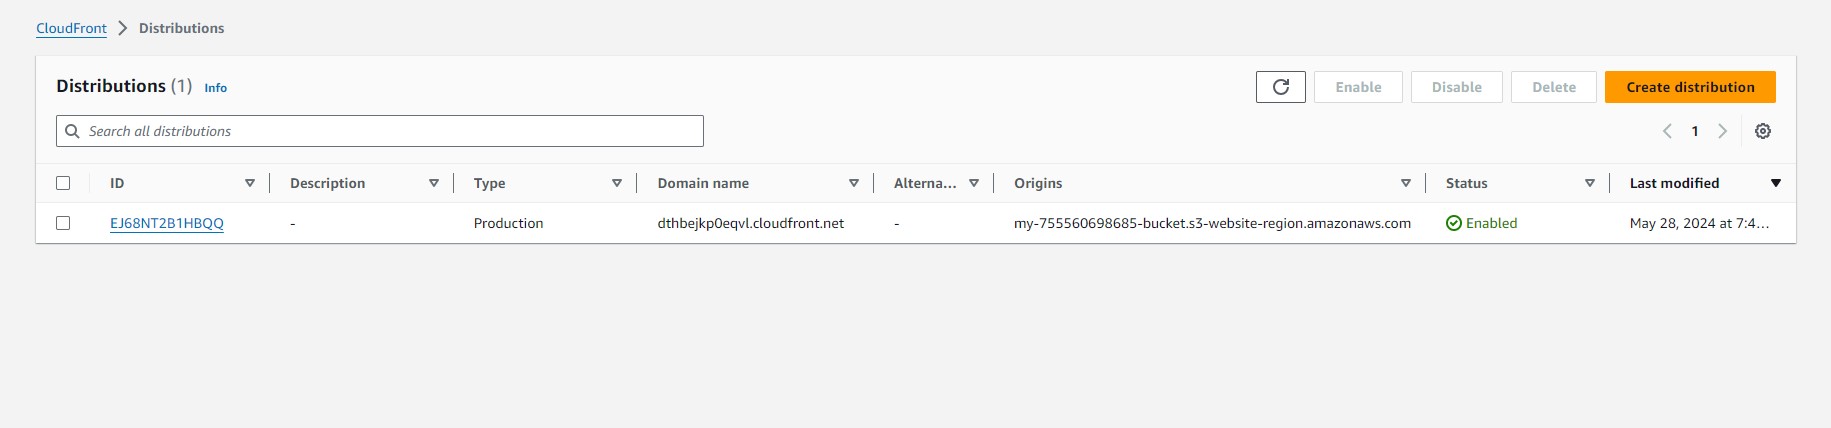 CloudFront > Distributions
Distributions (1) Info
Enable Disable Delete Create distribution
Search all distributions
1
ID Description Type Domain name Alterna... Origins Status Last modified
EJ68NT2B1HBQQ - Production dthbejkp0eqvl.cloudfront.net - my-755560698685-bucket.s3-website-region.amazonaws.com Enabled May 28, 2024 at 7:4...